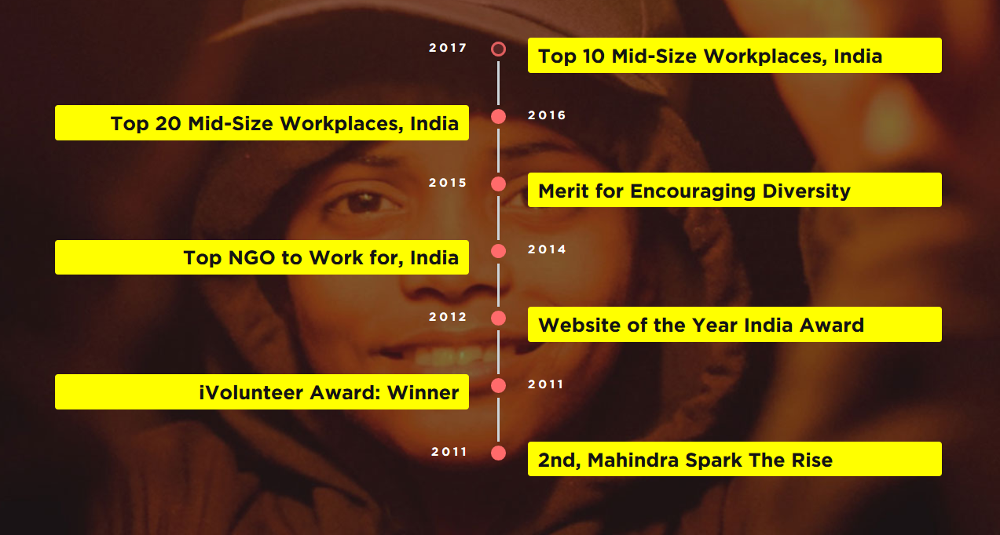 2017
Top 10 Mid-Size Workplaces, India
Top 20 Mid-Size Workplaces, India
2016
2015
Merit for Encouraging Diversity
Top NGO to Work for, India
2014
2012
Website of the Year India Award
iVolunteer Award: Winner
2011
2011
2nd, Mahindra Spark The Rise